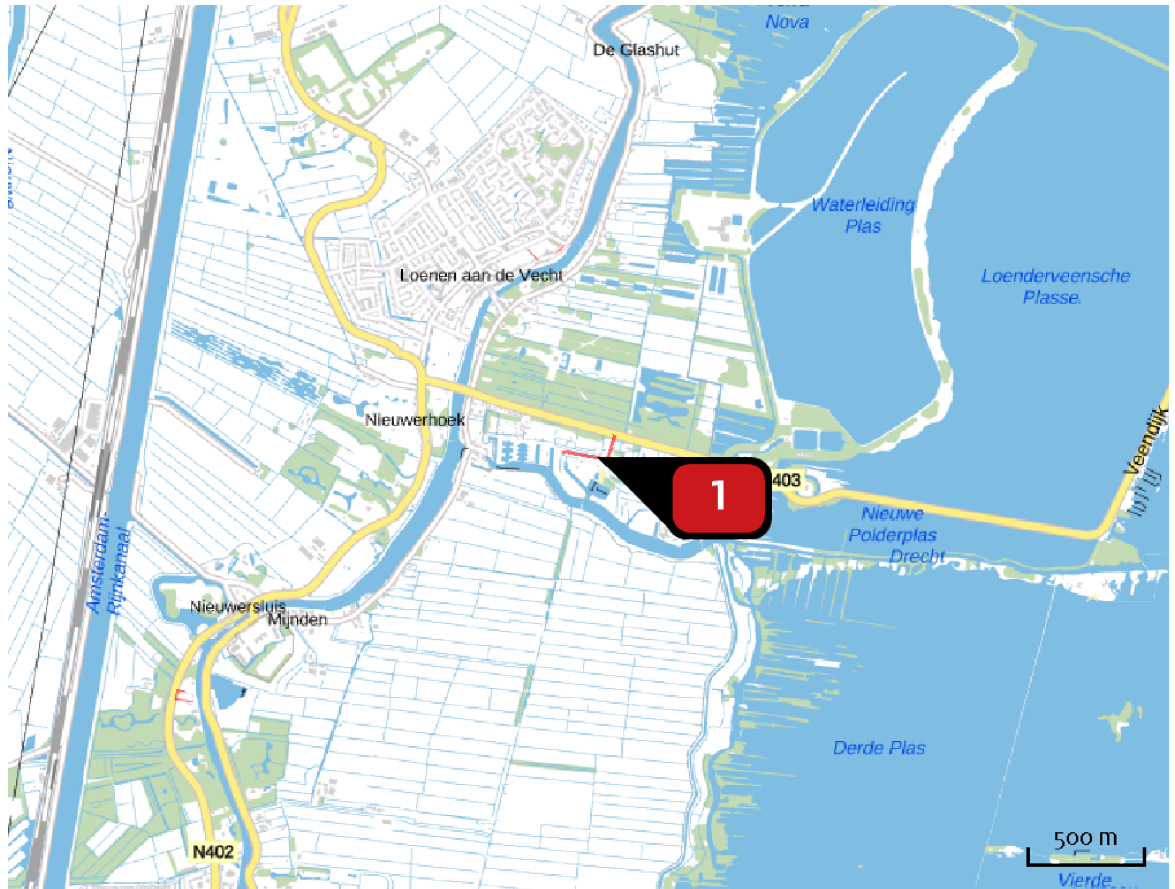 Nova
De Glashut
Waterleiding
Plas
Loenen aan de Vecht
Loenderveensche
Plasse.
Nieuwerhoek
Veendijk
1
403
Nieuwe
Polderplas
Drecht
Amsterdam-
Rijnkanaal
Nieuwersluis
Mijnden
Derde Plas
500 m
N402
Vierde